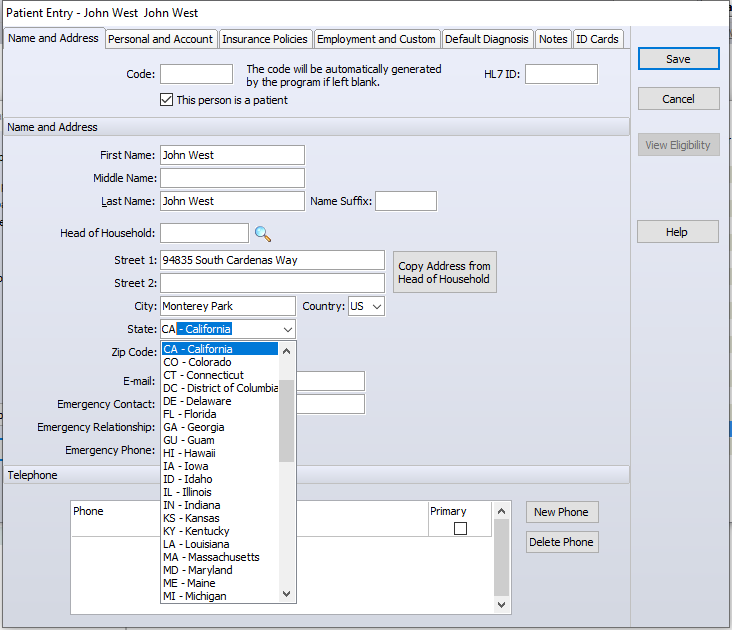 Patient Entry - John West  John West
Name and Address
Personal and Account
Insurance Policies
Employment and Custom
Default Diagnosis
Notes
ID Cards
Code:
The code will be automatically generated
by the program if left blank.
HL7 ID:
This person is a patient
Save
Cancel
View Eligibility
Help
Name and Address
First Name: John West
Middle Name:
Last Name: John West
Name Suffix:
Head of Household:
Street 1: 94835 South Cardenas Way
Copy Address from
Head of Household
Street 2:
City: Monterey Park
Country: US
State: CA - California
Zip Code:
E-mail:
Emergency Contact:
Emergency Relationship:
Emergency Phone:
CA - California
CO - Colorado
CT - Connecticut
DC - District of Columbia
DE - Delaware
FL - Florida
GA - Georgia
GU - Guam
HI - Hawaii
IA - Iowa
ID - Idaho
IL - Illinois
IN - Indiana
KS - Kansas
KY - Kentucky
LA - Louisiana
MA - Massachusetts
MD - Maryland
ME - Maine
MI - Michigan
Telephone
Phone
Primary
New Phone
Delete Phone